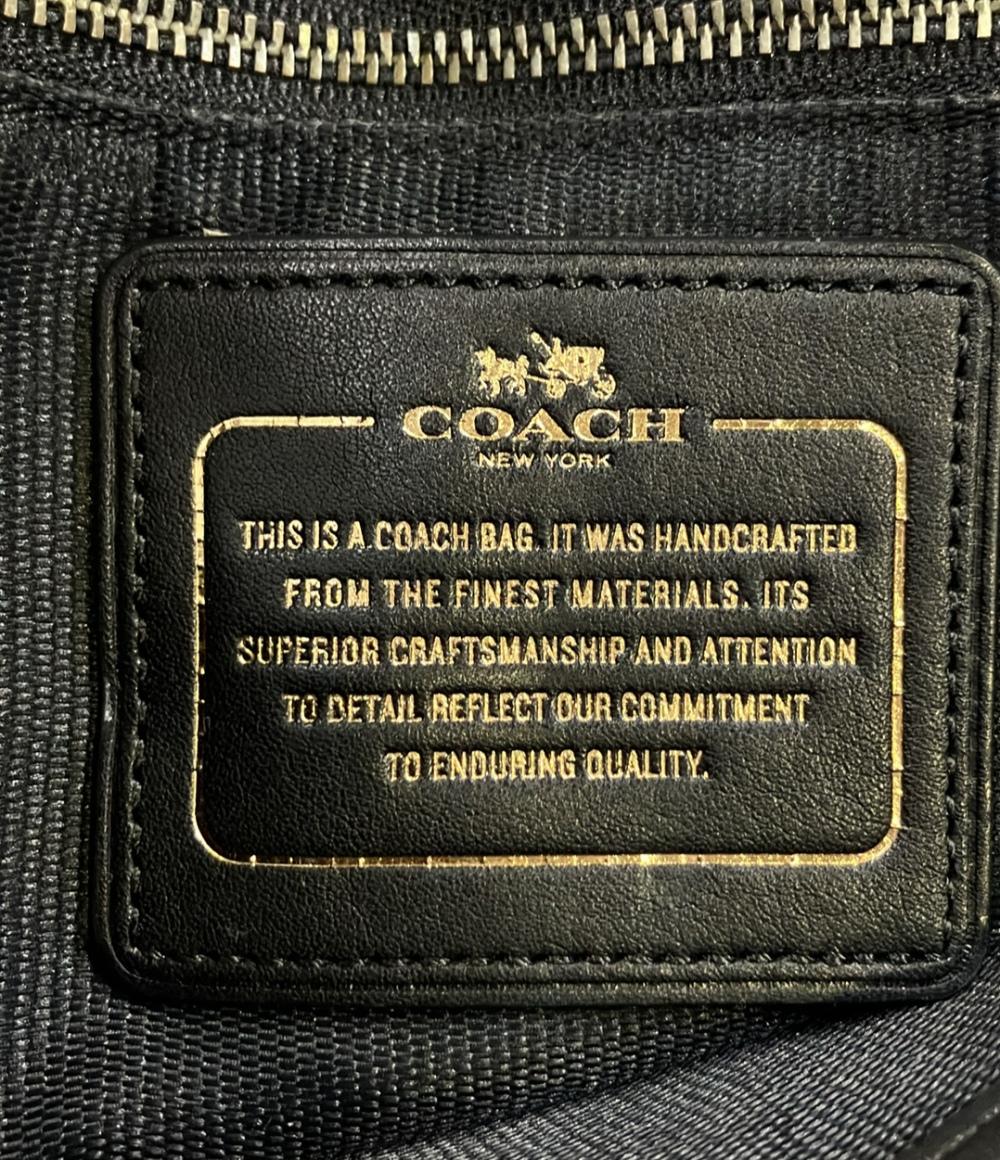 COACH
NEW YORK
THIS IS A COACH BAG. IT WAS HANDCRAFTED
FROM THE FINEST MATERIALS. ITS
SUPERIOR CRAFTSMANSHIP AND ATTENTION
TO DETAIL REFLECT OUR COMMITMENT
TO ENDURING QUALITY.